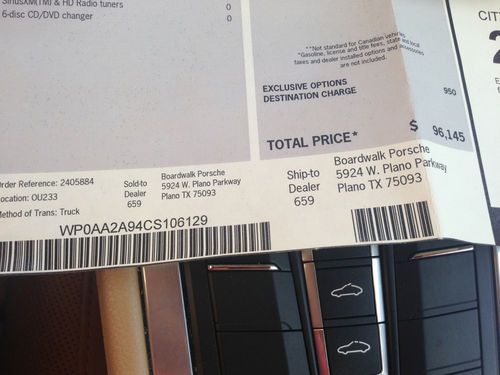 SiriusXM(TM) & HD Radio tuners 0
6-disc CD/DVD changer 0
CIT
2
**Not standard for Canadian vehicles
*Gasoline, license and title fees, state and local
taxes and dealer installed options and accessories
are not included.
EXCLUSIVE OPTIONS
DESTINATION CHARGE 950
TOTAL PRICE* $ 96,145
Order Reference: 2405884
Location: OU233
Method of Trans: Truck
Sold-to
Dealer
659
Boardwalk Porsche
5924 W. Plano Parkway
Plano TX 75093
Ship-to
Dealer
659
Boardwalk Porsche
5924 W. Plano Parkway
Plano TX 75093
WP0AA2A94CS106129